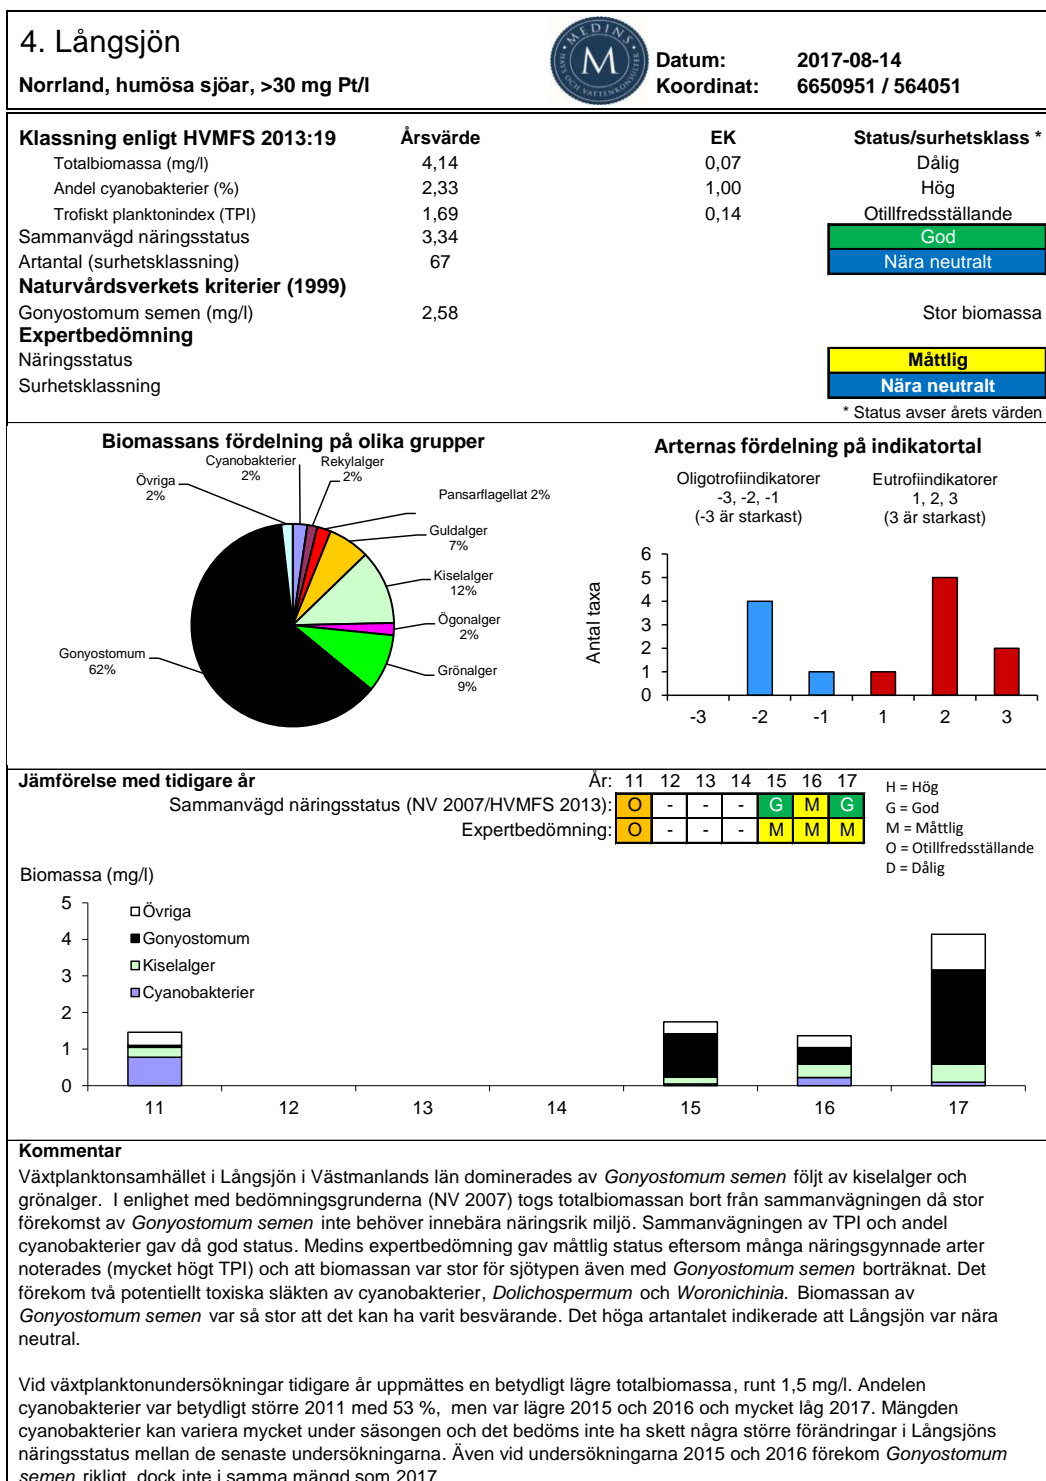 4. Långsjön
Norrland, humösa sjöar, >30 mg Pt/l
MEDINS
HAVS OCH VATTENKONSULTER
M
Datum: 2017-08-14
Koordinat: 6650951 / 564051
Klassning enligt HVMFS 2013:19 Årsvärde EK Status/surhetsklass *
Totalbiomassa (mg/l) 4,14 0,07 Dålig
Andel cyanobakterier (%) 2,33 1,00 Hög
Trofiskt planktonindex (TPI) 1,69 0,14 Otillfredsställande
Sammanvägd näringsstatus 3,34 God
Artantal (surhetsklassning) 67 Nära neutralt
Naturvårdsverkets kriterier (1999)
Gonyostomum semen (mg/l) 2,58 Stor biomassa
Expertbedömning
Näringsstatus Måttlig
Surhetsklassning Nära neutralt
* Status avser årets värden
Biomassans fördelning på olika grupper
Cyanobakterier
2%
Rekylalger
2%
Övriga
2%
Pansarflagellat 2%
Guldalger
7%
Kiselalger
12%
Ögonalger
2%
Grönalger
9%
Gonyostomum
62%
Arternas fördelning på indikatortal
Oligotrofiindikatorer
-3, -2, -1
(-3 är starkast)
Eutrofiindikatorer
1, 2, 3
(3 är starkast)
Antal taxa
6
5
4
3
2
1
0
-3 -2 -1 1 2 3
Jämförelse med tidigare år År: 11 12 13 14 15 16 17
Sammanvägd näringsstatus (NV 2007/HVMFS 2013): O - - - G M G
Expertbedömning: O - - - M M M
H = Hög
G = God
M = Måttlig
O = Otillfredsställande
D = Dålig
Biomassa (mg/l)
5
4
3
2
1
0
Övriga
Gonyostomum
Kiselalger
Cyanobakterier
11 12 13 14 15 16 17
Kommentar
Växtplanktonsamhället i Långsjön i Västmanlands län dominerades av Gonyostomum semen följt av kiselalger och
grönalger. I enlighet med bedömningsgrunderna (NV 2007) togs totalbiomassan bort från sammanvägningen då stor
förekomst av Gonyostomum semen inte behöver innebära näringsrik miljö. Sammanvägningen av TPI och andel
cyanobakterier gav då god status. Medins expertbedömning gav måttlig status eftersom många näringsgynnade arter
noterades (mycket högt TPI) och att biomassan var stor för sjötypen även med Gonyostomum semen borträknat. Det
förekom två potentiellt toxiska släkten av cyanobakterier, Dolichospermum och Woronichinia. Biomassan av
Gonyostomum semen var så stor att det kan ha varit besvärande. Det höga artantalet indikerade att Långsjön var nära
neutral.
Vid växtplanktonundersökningar tidigare år uppmättes en betydligt lägre totalbiomassa, runt 1,5 mg/l. Andelen
cyanobakterier var betydligt större 2011 med 53 %, men var lägre 2015 och 2016 och mycket låg 2017. Mängden
cyanobakterier kan variera mycket under säsongen och det bedöms inte ha skett några större förändringar i Långsjöns
näringsstatus mellan de senaste undersökningarna. Även vid undersökningarna 2015 och 2016 förekom Gonyostomum
semen rikligt, dock inte i samma mängd som 2017.